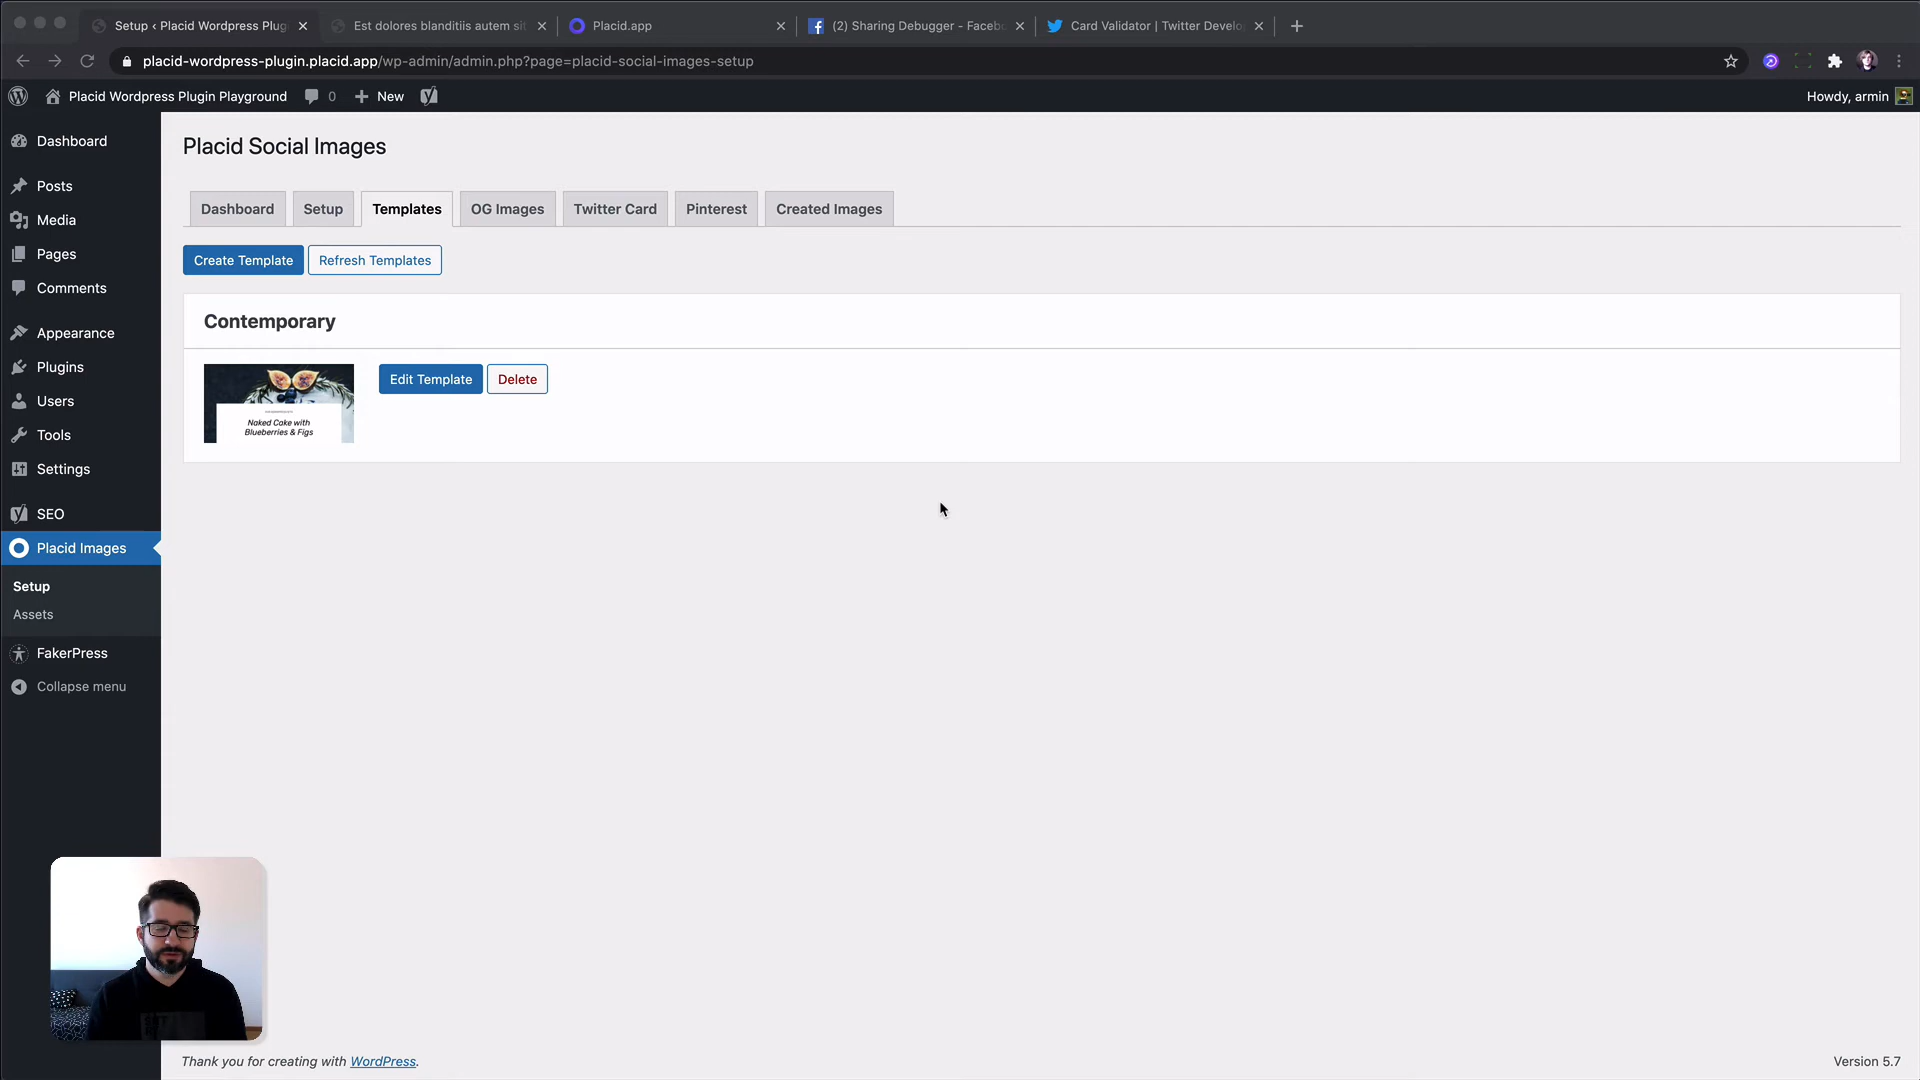 Setup ‹ Placid Wordpress Plug
Est dolores blanditiis autem sit
Placid.app
(2) Sharing Debugger - Facebo
Card Validator | Twitter Develo
placid-wordpress-plugin.placid.app/wp-admin/admin.php?page=placid-social-images-setup
Placid Wordpress Plugin Playground
0
New
Howdy, armin
Dashboard
Posts
Media
Pages
Comments
Appearance
Plugins
Users
Tools
Settings
SEO
Placid Images
Setup
Assets
FakerPress
Collapse menu
Placid Social Images
Dashboard
Setup
Templates
OG Images
Twitter Card
Pinterest
Created Images
Create Template
Refresh Templates
Contemporary
Naked Cake with
Blueberries & Figs
Edit Template
Delete
Thank you for creating with WordPress.
Version 5.7